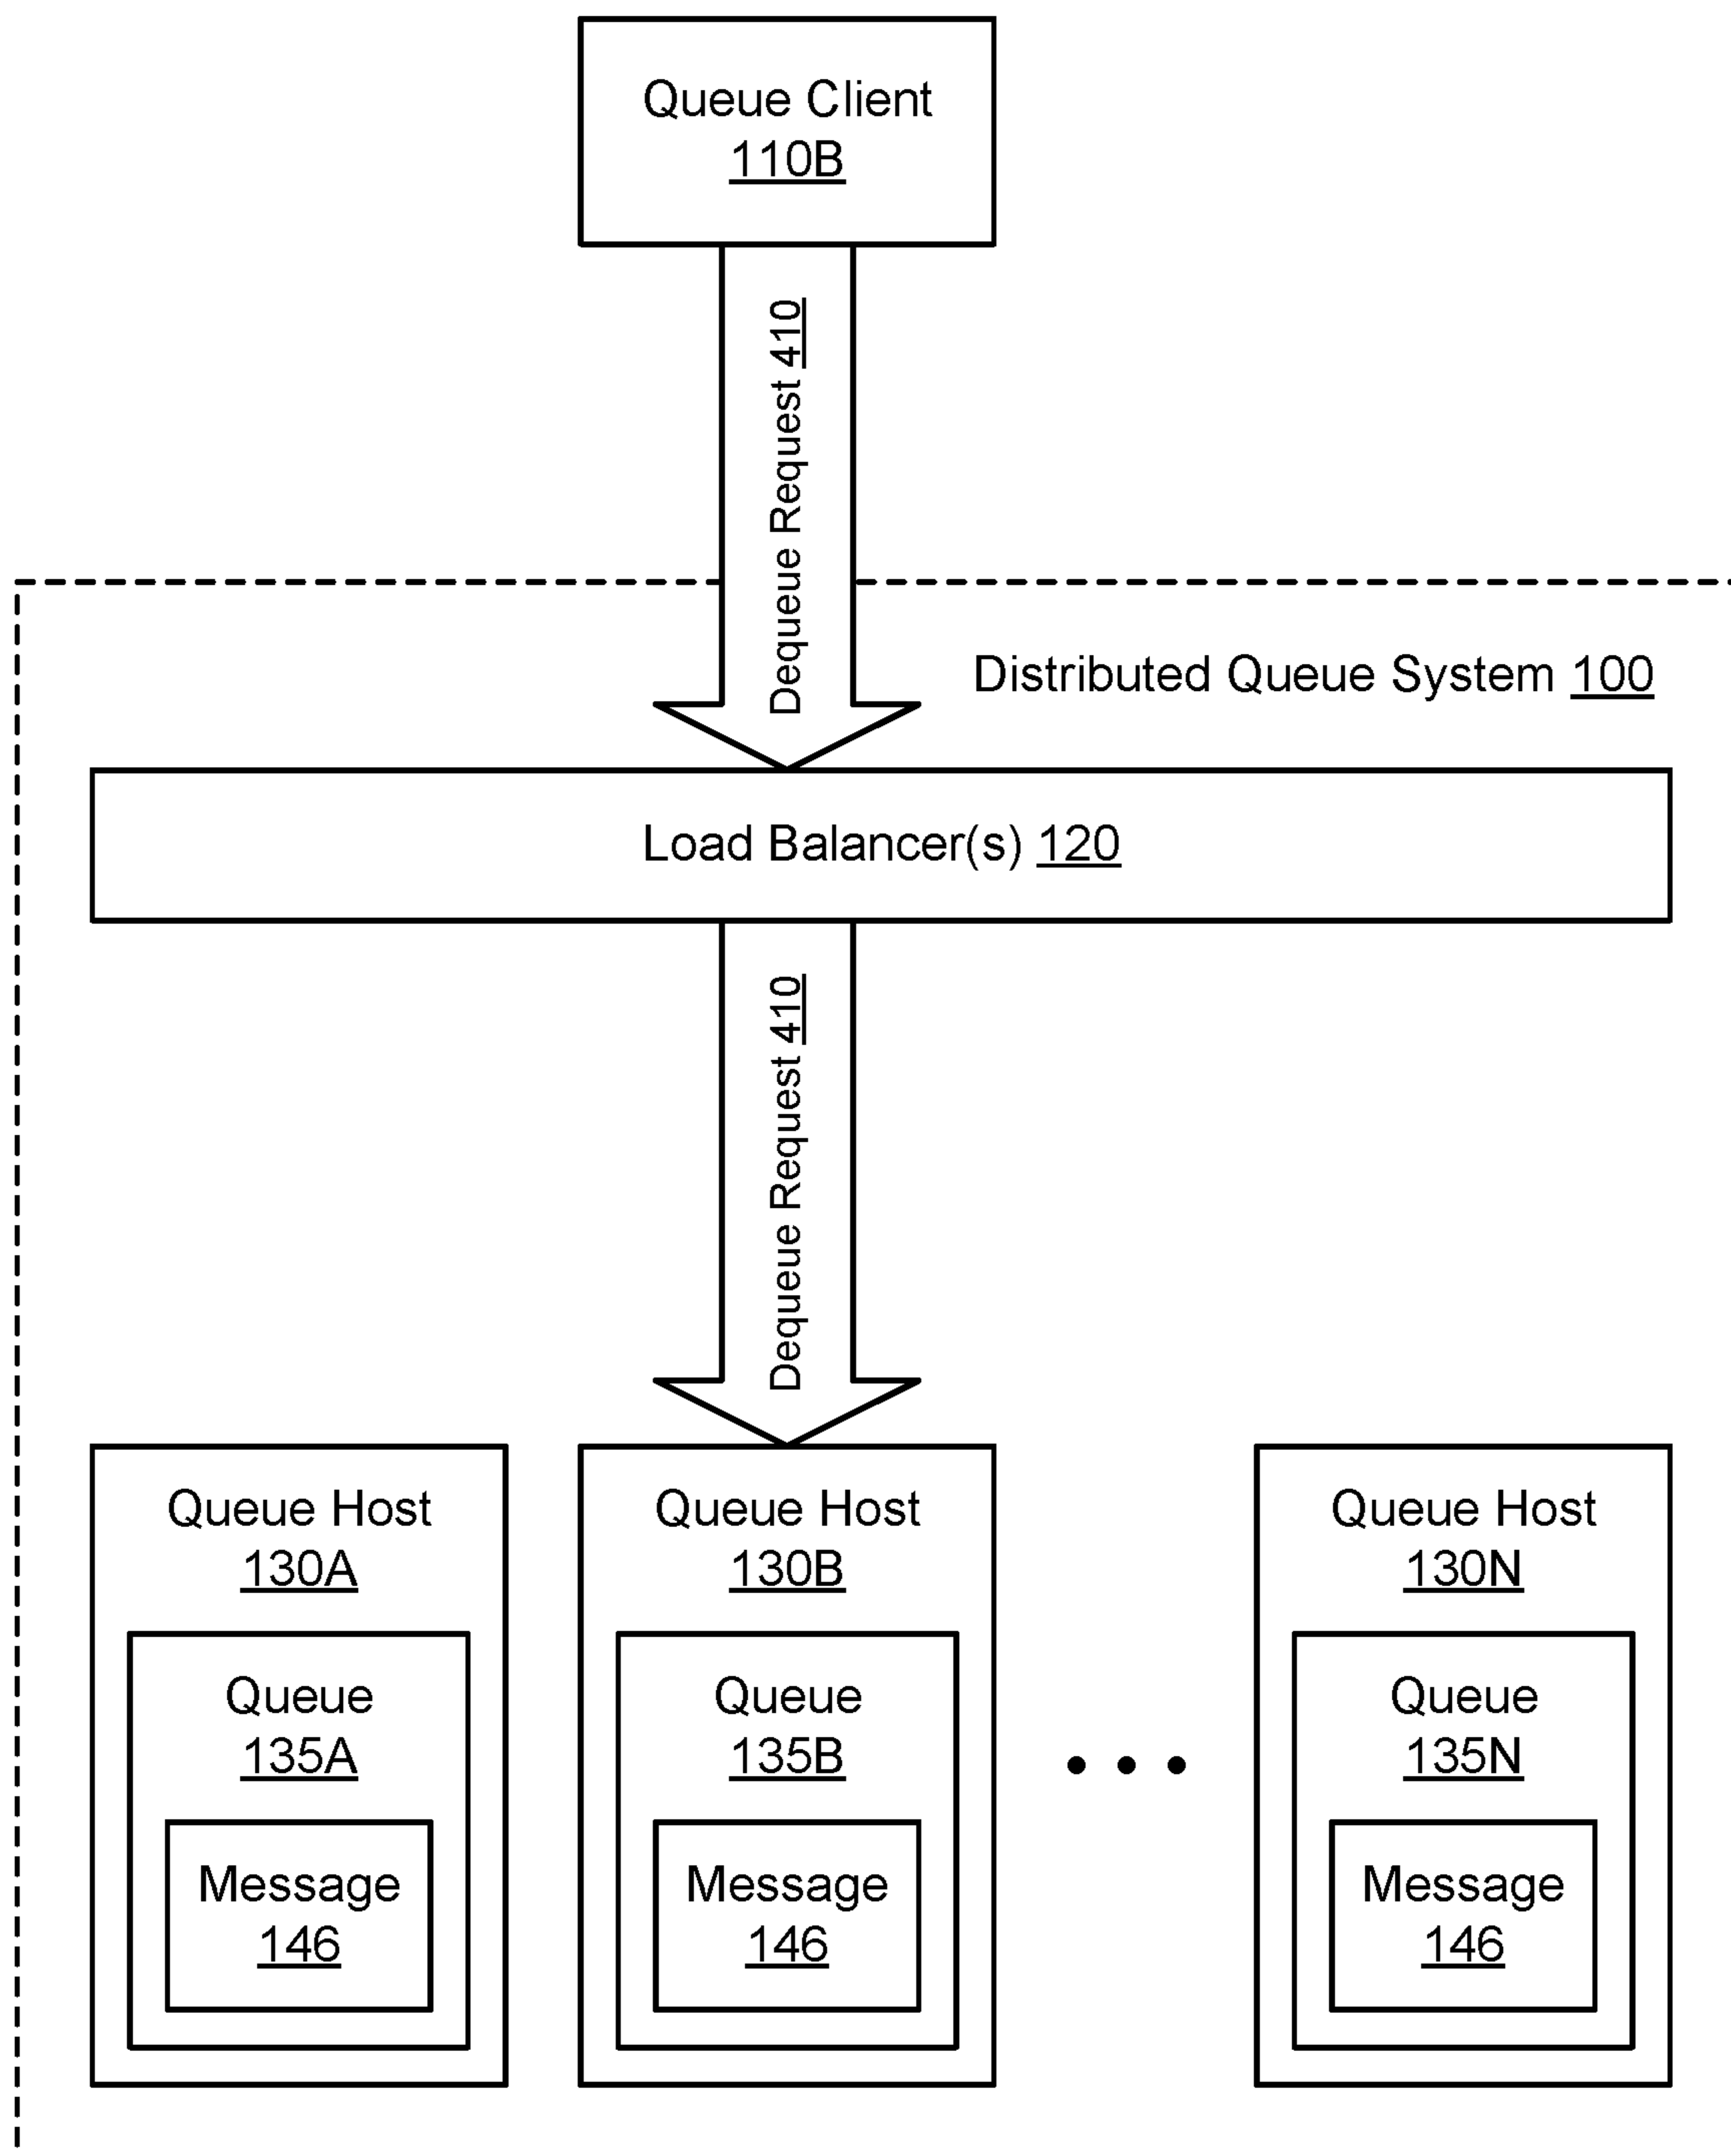 Queue Client
110B
Dequeue Request 410
Distributed Queue System 100
Load Balancer(s) 120
Dequeue Request 410
Queue Host
130A
Queue
135A
Message
146
Queue Host
130B
Queue
135B
Message
146
Queue Host
130N
Queue
135N
Message
146